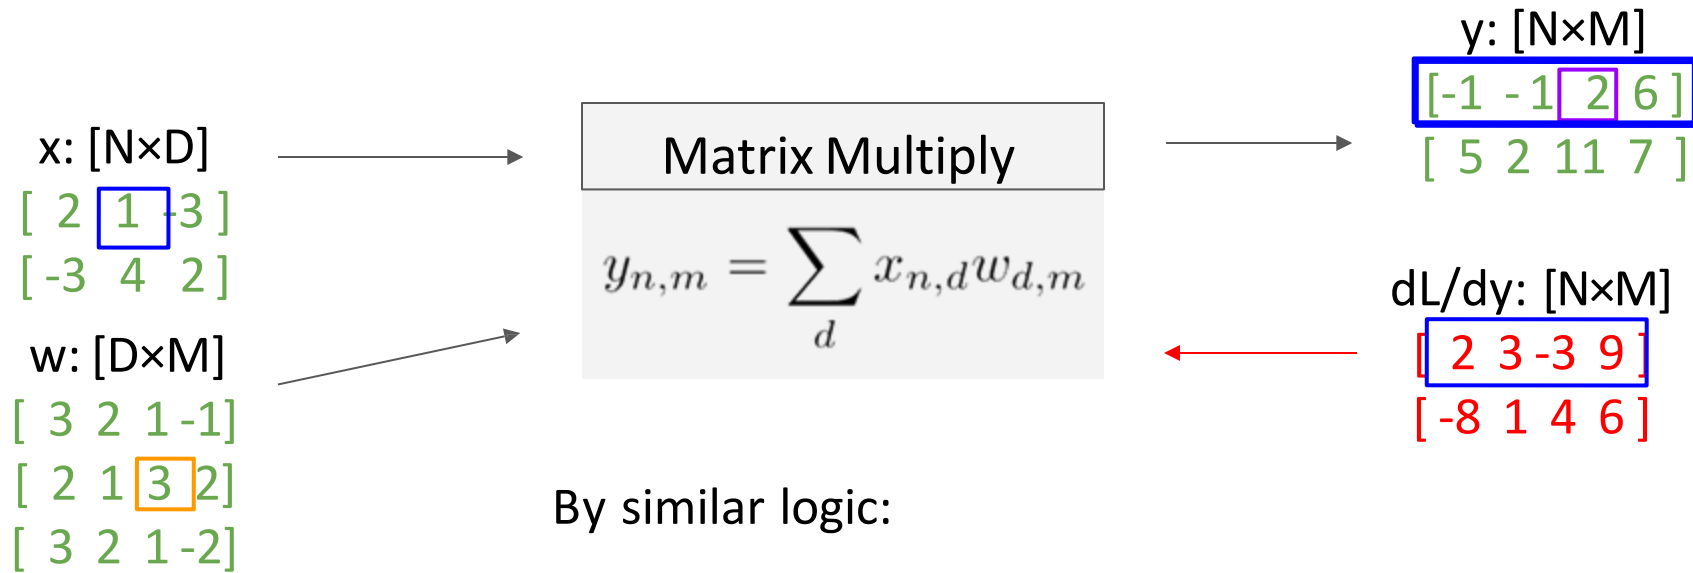 x: [N×D]
[ 2 1 -3 ]
[ -3 4 2 ]
w: [D×M]
[ 3 2 1 -1]
[ 2 1 3 2]
[ 3 2 1 -2]
Matrix Multiply
y_{n,m} = \sum_d x_{n,d} w_{d,m}
By similar logic:
y: [N×M]
[-1 - 1 2 6 ]
[ 5 2 11 7 ]
dL/dy: [N×M]
[ 2 3 -3 9 ]
[ -8 1 4 6 ]